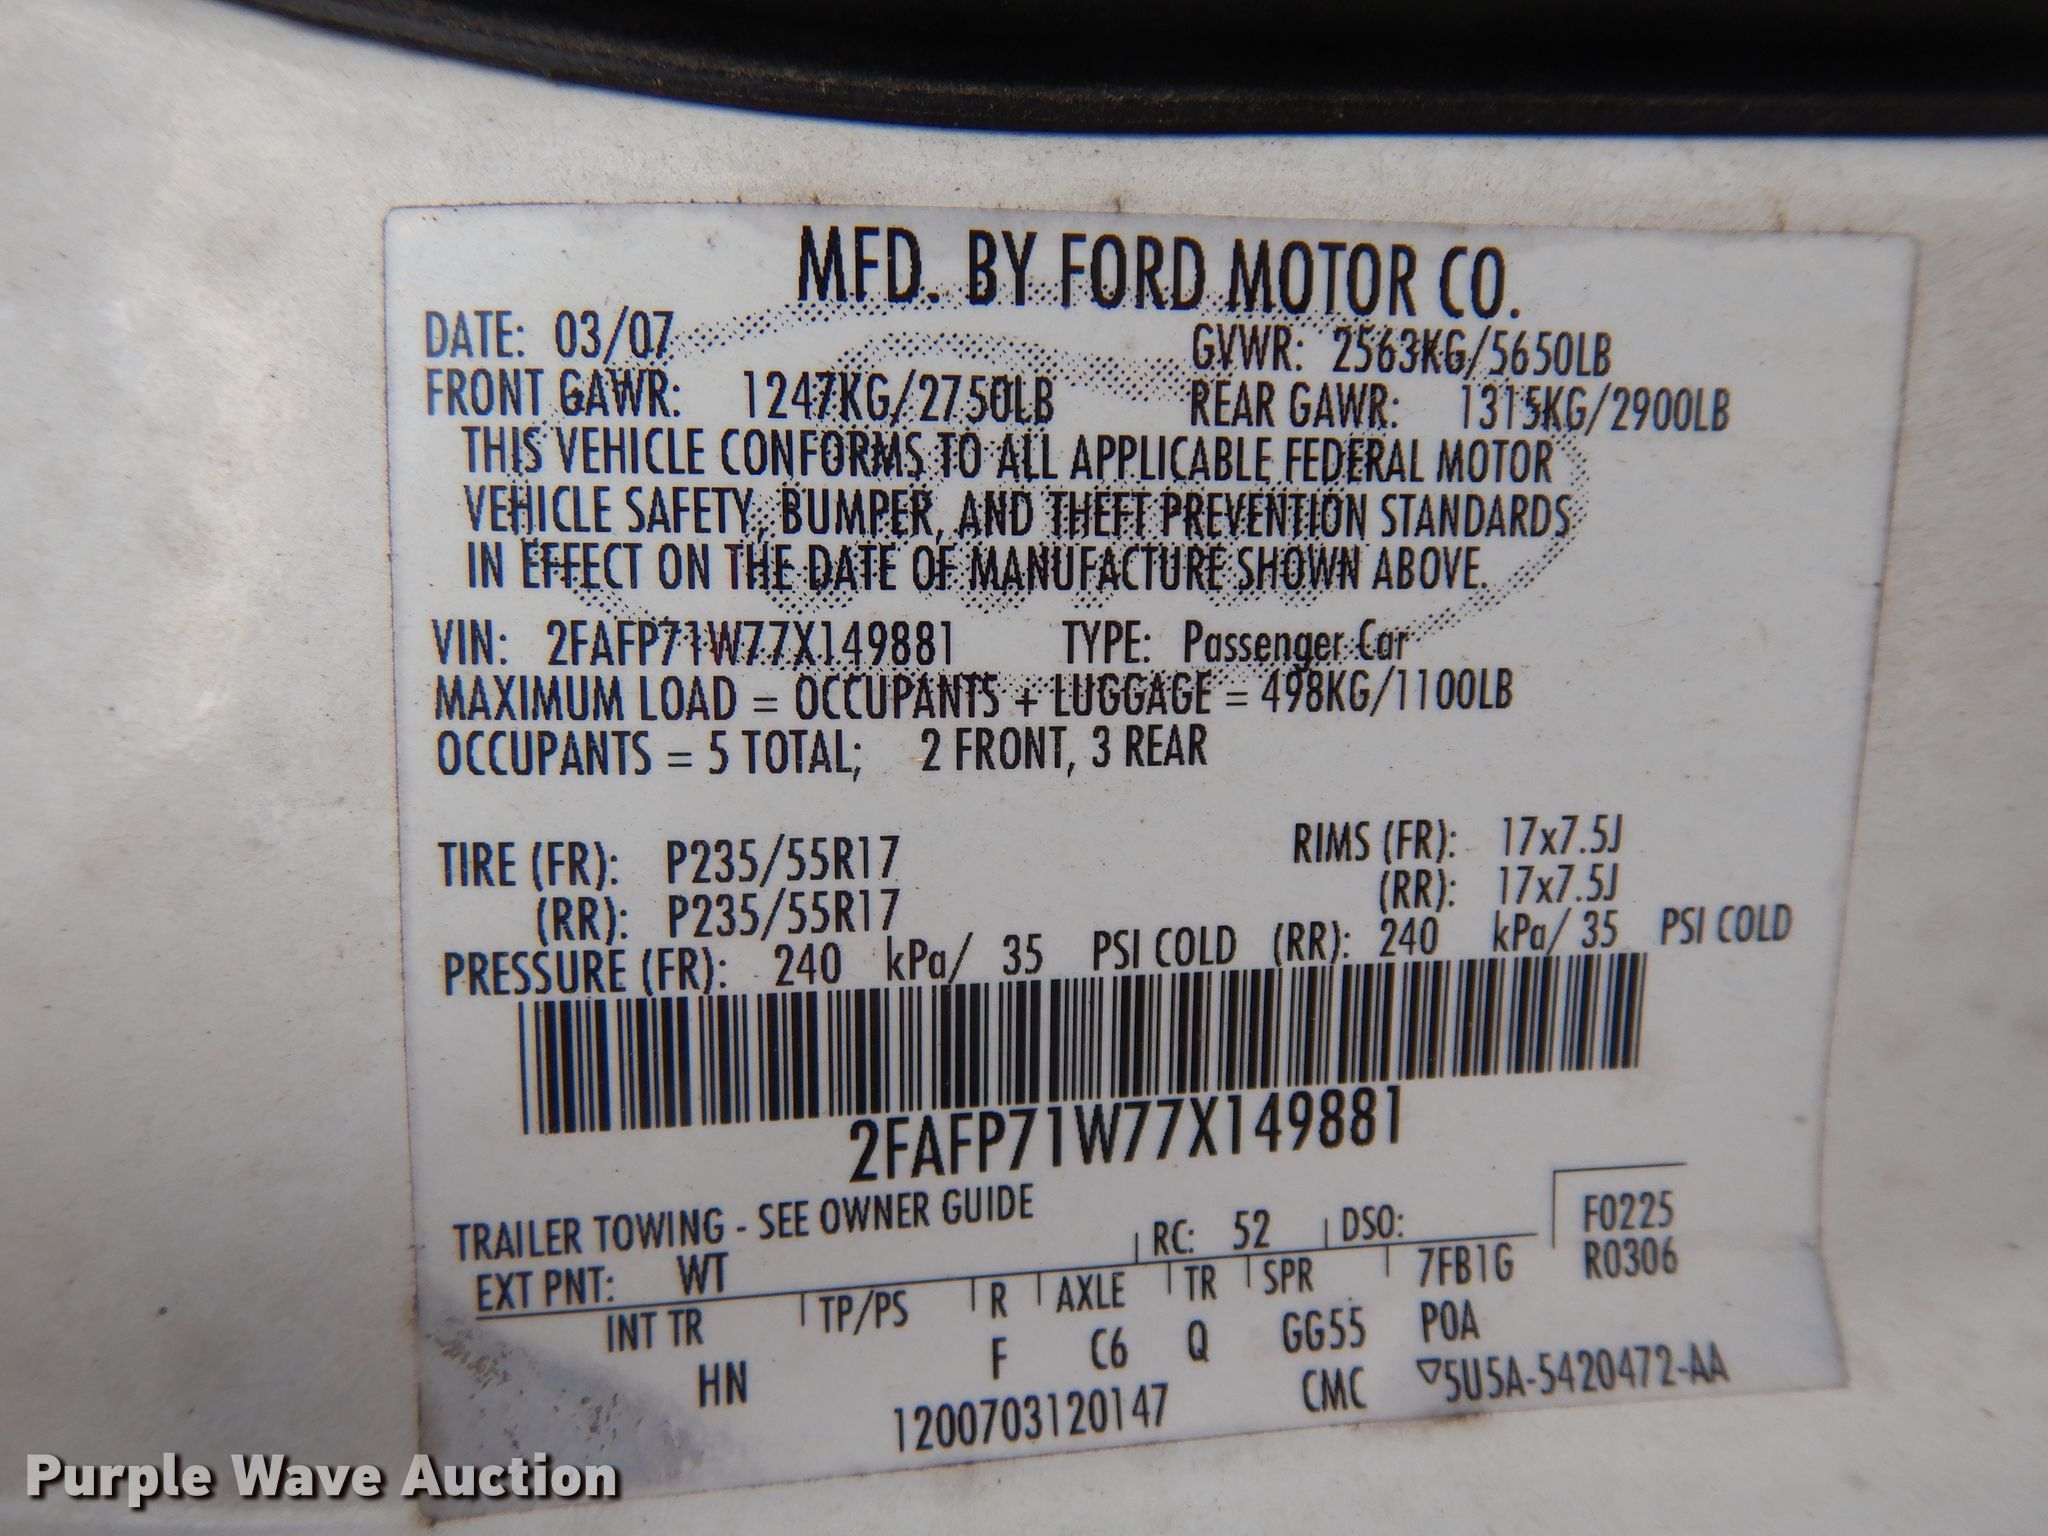 MFD. BY FORD MOTOR CO.
DATE: 03/07 GVWR: 2563KG/5650LB
FRONT GAWR: 1247KG/2750LB REAR GAWR: 1315KG/2900LB
THIS VEHICLE CONFORMS TO ALL APPLICABLE FEDERAL MOTOR
VEHICLE SAFETY, BUMPER, AND THEFT PREVENTION STANDARDS
IN EFFECT ON THE DATE OF MANUFACTURE SHOWN ABOVE.
VIN: 2FAFP71W77X149881 TYPE: Passenger Car
MAXIMUM LOAD = OCCUPANTS + LUGGAGE = 498KG/1100LB
OCCUPANTS = 5 TOTAL; 2 FRONT, 3 REAR
TIRE (FR): P235/55R17 RIMS (FR): 17x7.5J
(RR): P235/55R17 (RR): 17x7.5J
PRESSURE (FR): 240 kPa/ 35 PSI COLD (RR): 240 kPa/ 35 PSI COLD
2FAFP71W77X149881
TRAILER TOWING - SEE OWNER GUIDE
EXT PNT: WT RC: 52 DSO: F0225
INT TR TP/PS R AXLE TR SPR 7FB1G R0306
HN F C6 Q GG55 POA
1200703120147 CMC ▽5U5A-5420472-AA
Purple Wave Auction